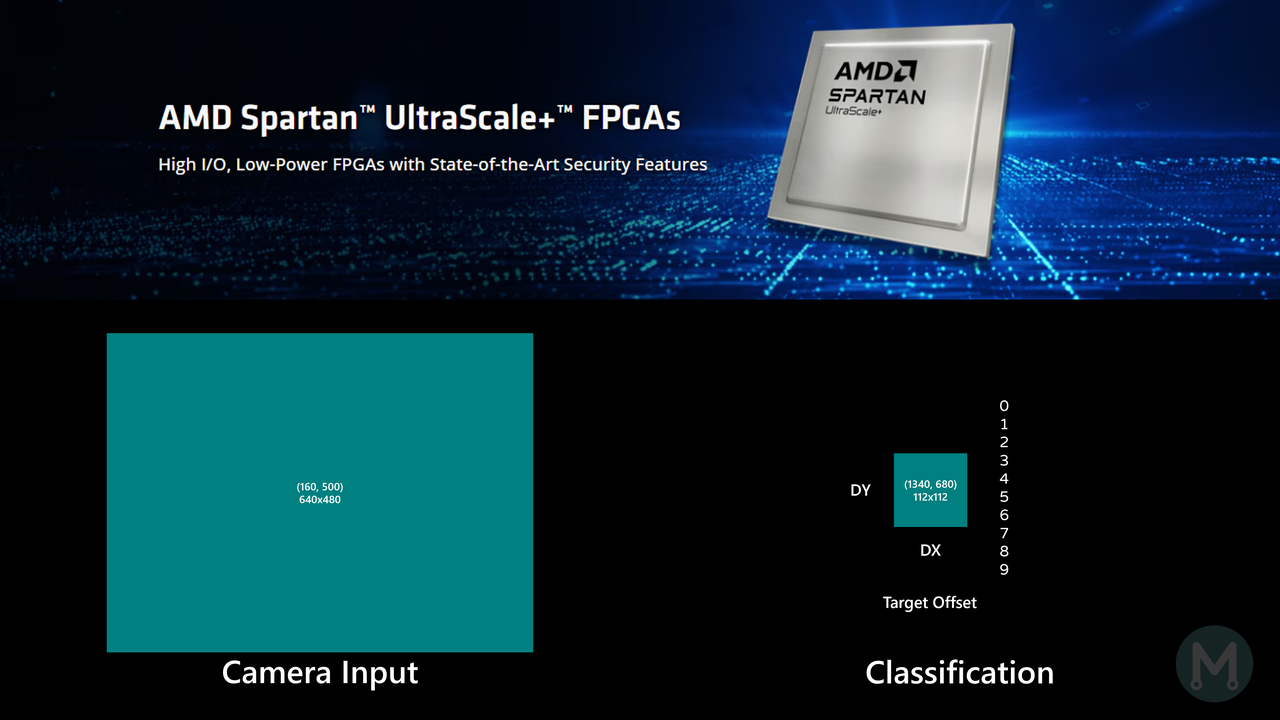 AMD Spartan™ UltraScale+™ FPGAs
High I/O, Low-Power FPGAs with State-of-the-Art Security Features
AMD
SPARTAN
UltraScale+
(160, 500)
640x480
Camera Input
0
1
2
3
4
5
6
7
8
9
DY
(1340, 680)
112x112
DX
Target Offset
Classification
M